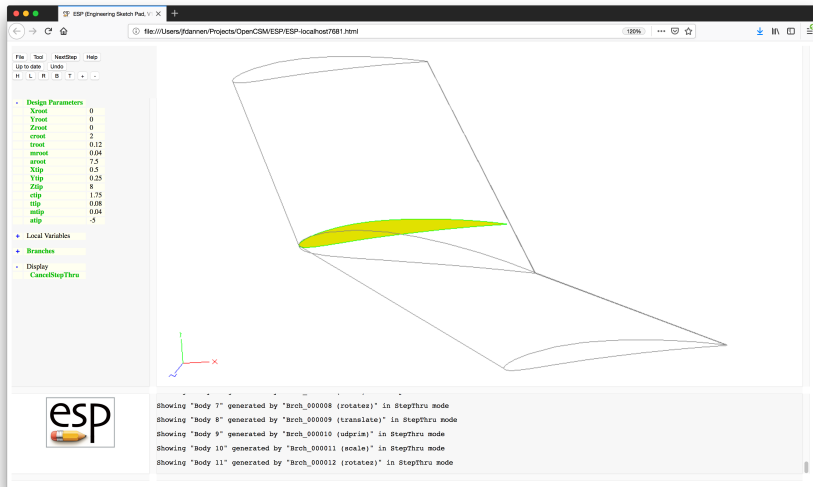 ESP (Engineering Sketch Pad, V
file:///Users/jfdannen/Projects/OpenCSM/ESP/ESP-localhost7681.html
120%
File Tool NextStep Help
Up to date Undo
H L R B T + -
- Design Parameters
Xroot 0
Yroot 0
Zroot 0
croot 2
troot 0.12
mroot 0.04
aroot 7.5
Xtip 0.5
Ytip 0.25
Ztip 8
ctip 1.75
ttip 0.08
mtip 0.04
atip -5
+ Local Variables
+ Branches
- Display
CancelStepThru
X
esp
Showing "Body 7" generated by "Brch_000008 (rotatez)" in StepThru mode
Showing "Body 8" generated by "Brch_000009 (translate)" in StepThru mode
Showing "Body 9" generated by "Brch_000010 (udprim)" in StepThru mode
Showing "Body 10" generated by "Brch_000011 (scale)" in StepThru mode
Showing "Body 11" generated by "Brch_000012 (rotatez)" in StepThru mode